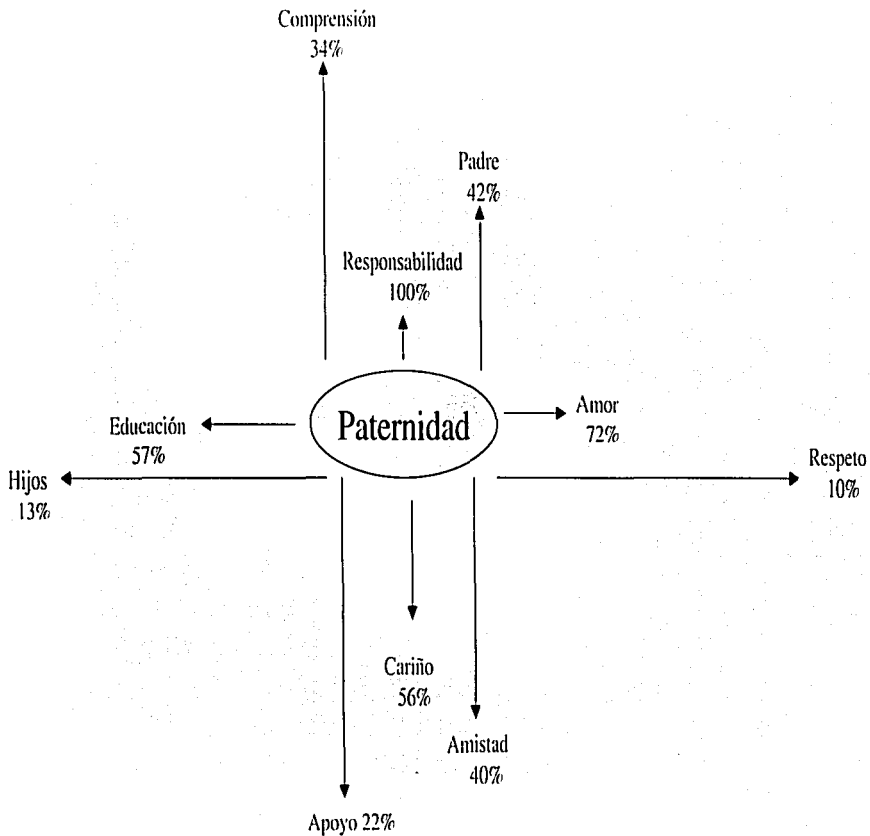 Comprensión
34%
Padre
42%
Responsabilidad
100%
Paternidad
Amor
72%
Educación
57%
Respeto
10%
Hijos
13%
Cariño
56%
Amistad
40%
Apoyo 22%